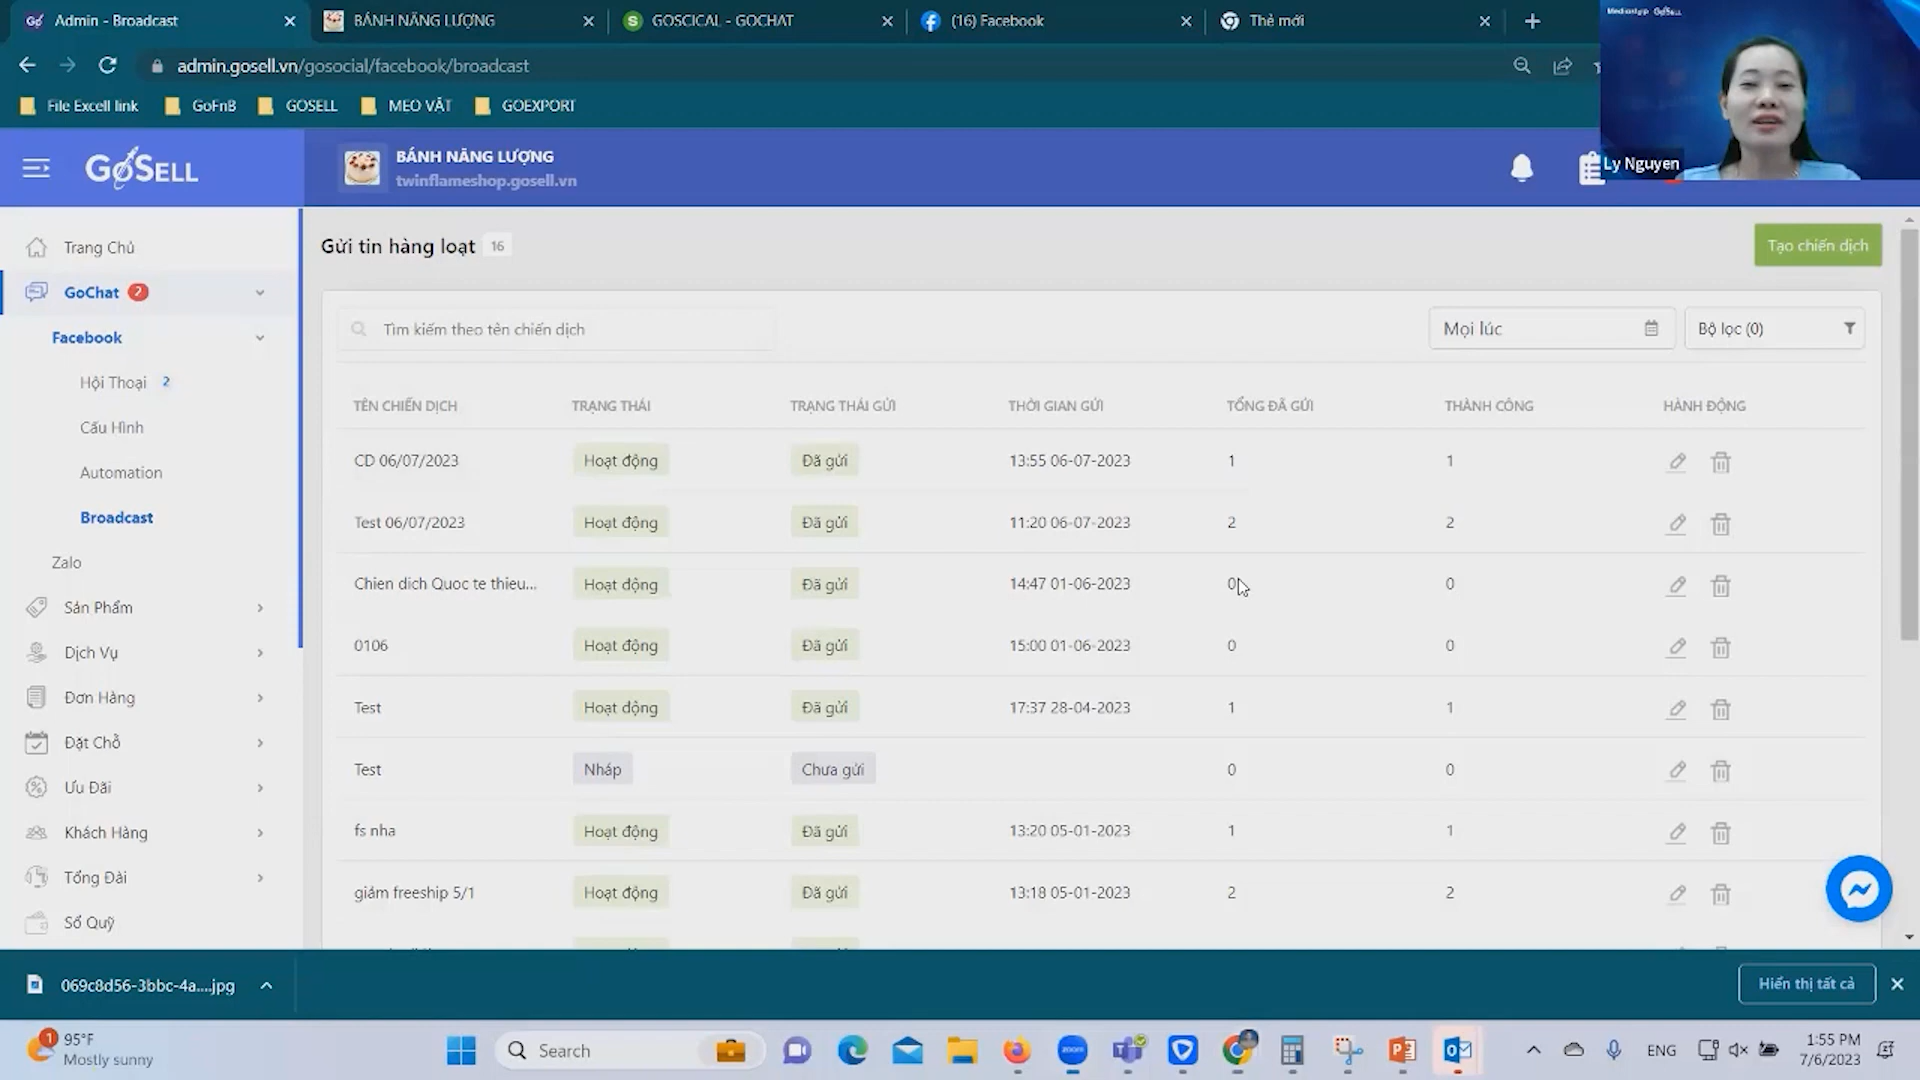 Admin - Broadcast
BÁNH NĂNG LƯỢNG
GOSCICAL - GOCHAT
(16) Facebook
Thẻ mới
admin.gosell.vn/gosocial/facebook/broadcast
File Excell link
GoFnB
GOSELL
MEO VẶT
GOEXPORT
GOSELL
BÁNH NĂNG LƯỢNG
twinflameshop.gosell.vn
Ly Nguyen
Trang Chủ
GoChat 2
Facebook
Hội Thoại 2
Cấu Hình
Automation
Broadcast
Zalo
Sản Phẩm
Dịch Vụ
Đơn Hàng
Đặt Chỗ
Ưu Đãi
Khách Hàng
Tổng Đài
Sổ Quỹ
Gửi tin hàng loạt 16
Tạo chiến dịch
Tìm kiếm theo tên chiến dịch
Mọi lúc
Bộ lọc (0)
TÊN CHIẾN DỊCH TRẠNG THÁI TRẠNG THÁI GỬI THỜI GIAN GỬI TỔNG ĐÃ GỬI THÀNH CÔNG HÀNH ĐỘNG
CD 06/07/2023 Hoạt động Đã gửi 13:55 06-07-2023 1 1
Test 06/07/2023 Hoạt động Đã gửi 11:20 06-07-2023 2 2
Chien dich Quoc te thieu... Hoạt động Đã gửi 14:47 01-06-2023 0 0
0106 Hoạt động Đã gửi 15:00 01-06-2023 0 0
Test Hoạt động Đã gửi 17:37 28-04-2023 1 1
Test Nháp Chưa gửi 0 0
fs nha Hoạt động Đã gửi 13:20 05-01-2023 1 1
giảm freeship 5/1 Hoạt động Đã gửi 13:18 05-01-2023 2 2
069c8d56-3bbc-4a....jpg
Hiển thị tất cả
1
95°F
Mostly sunny
Search
zoom
ENG
1:55 PM
7/6/2023